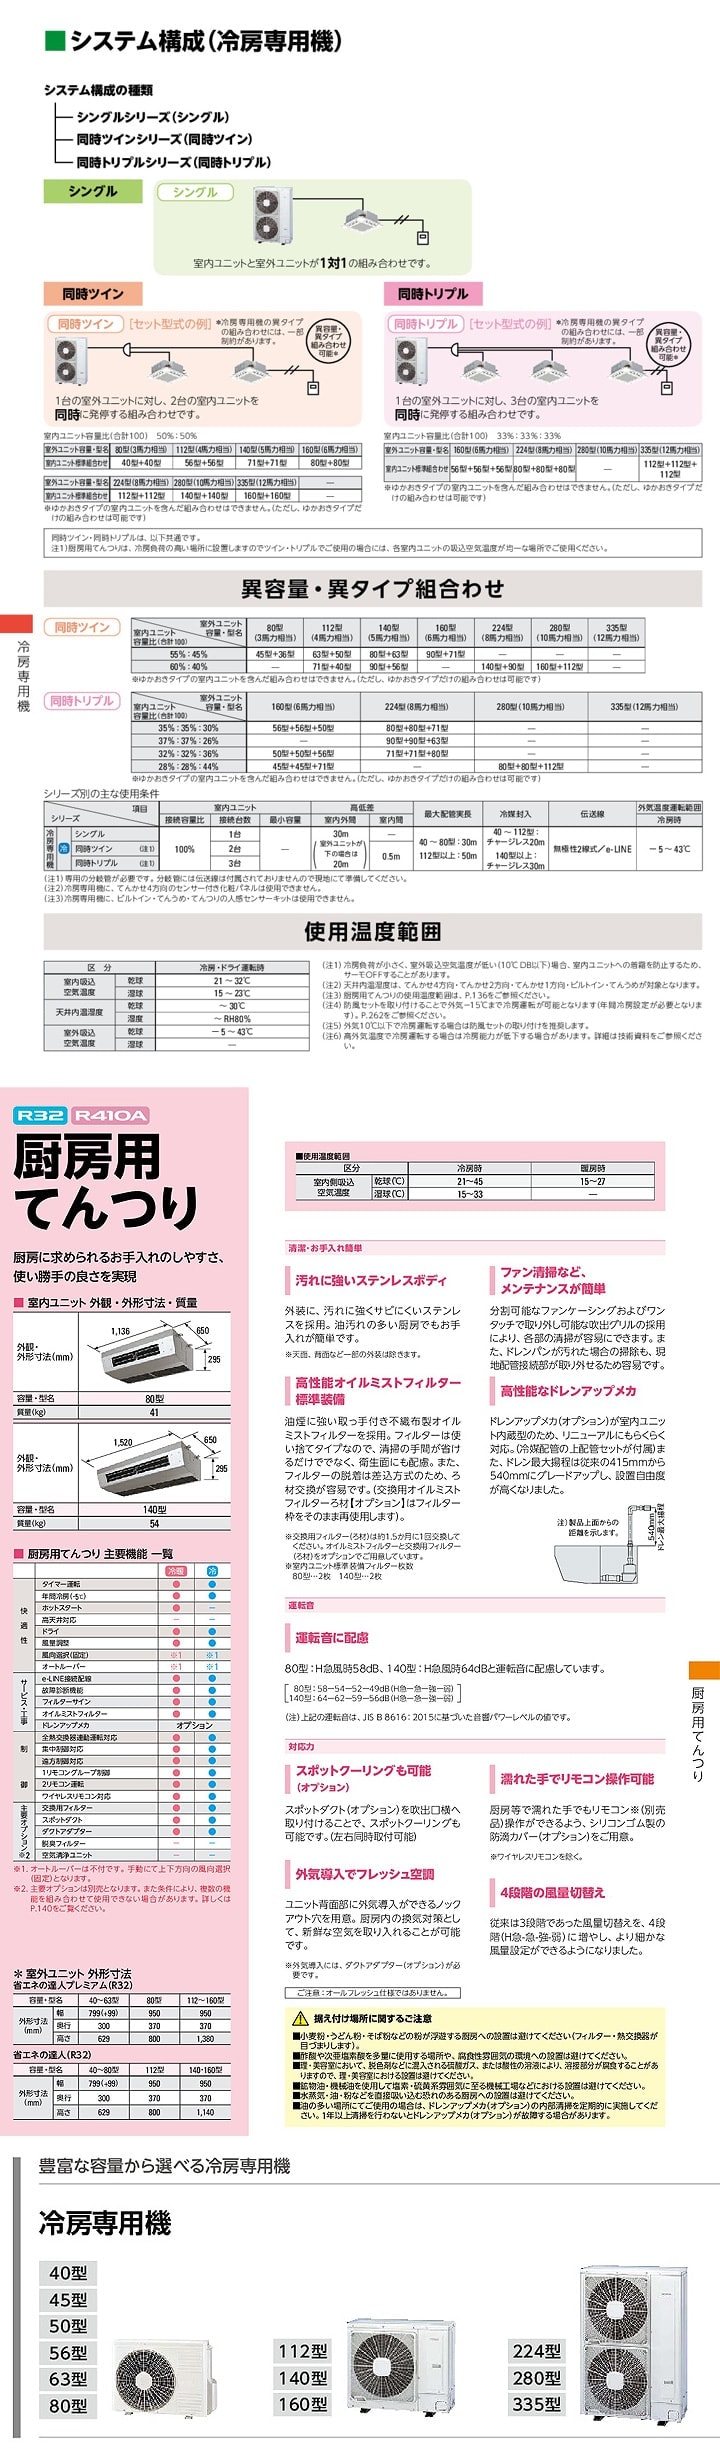 ■システム構成（冷房専用機）
システム構成の種類
シングルシリーズ（シングル）
同時ツインシリーズ（同時ツイン）
同時トリプルシリーズ（同時トリプル）
シングル
シングル
室内ユニットと室外ユニットが1対1の組み合わせです。
同時ツイン
同時ツイン [セット型式の例] ＊冷房専用機の異タイプの組み合わせには、一部制約があります。
異容量・異タイプ組み合わせ可能＊
1台の室外ユニットに対し、2台の室内ユニットを
同時に発停する組み合わせです。
室内ユニット容量比(合計100) 50%：50%
室外ユニット容量・型名 80型(3馬力相当) 112型(4馬力相当) 140型(5馬力相当) 160型(6馬力相当)
室内ユニット標準組合わせ 40型+40型 56型+56型 71型+71型 80型+80型
室外ユニット容量・型名 224型(8馬力相当) 280型(10馬力相当) 335型(12馬力相当) —
室内ユニット標準組合わせ 112型+112型 140型+140型 160型+160型 —
※ゆかおきタイプの室内ユニットを含んだ組み合わせはできません。(ただし、ゆかおきタイプだけの組み合わせは可能です)
同時トリプル
同時トリプル [セット型式の例] ＊冷房専用機の異タイプの組み合わせには、一部制約があります。
異容量・異タイプ組み合わせ可能＊
1台の室外ユニットに対し、3台の室内ユニットを
同時に発停する組み合わせです。
室内ユニット容量比(合計100) 33%：33%：33%
室外ユニット容量・型名 160型(6馬力相当) 224型(8馬力相当) 280型(10馬力相当) 335型(12馬力相当)
室内ユニット標準組合わせ 56型+56型+56型 80型+80型+80型 — 112型+112型+112型
※ゆかおきタイプの室内ユニットを含んだ組み合わせはできません。(ただし、ゆかおきタイプだけの組み合わせは可能です)
同時ツイン・同時トリプルは、以下共通です。
注1)厨房用てんつりは、冷房負荷の高い場所に設置しますのでツイン・トリプルでご使用の場合には、各室内ユニットの吸込空気温度が均一な場所でご使用ください。
異容量・異タイプ組合わせ
冷房専用機
同時ツイン
室外ユニット容量・型名 室内ユニット容量比(合計100) 80型(3馬力相当) 112型(4馬力相当) 140型(5馬力相当) 160型(6馬力相当) 224型(8馬力相当) 280型(10馬力相当) 335型(12馬力相当)
55%：45% 45型+36型 63型+50型 80型+63型 90型+71型 — — —
60%：40% — 71型+40型 90型+56型 — 140型+90型 160型+112型 —
※ゆかおきタイプの室内ユニットを含んだ組み合わせはできません。(ただし、ゆかおきタイプだけの組み合わせは可能です)
同時トリプル
室外ユニット容量・型名 室内ユニット容量比(合計100) 160型(6馬力相当) 224型(8馬力相当) 280型(10馬力相当) 335型(12馬力相当)
35%：35%：30% 56型+56型+50型 80型+80型+71型 — —
37%：37%：26% — 90型+90型+63型 — —
32%：32%：36% 50型+50型+56型 71型+71型+80型 — —
28%：28%：44% 45型+45型+71型 — 80型+80型+112型 —
※ゆかおきタイプの室内ユニットを含んだ組み合わせはできません。(ただし、ゆかおきタイプだけの組み合わせは可能です)
シリーズ別の主な使用条件
項目 シリーズ 室内ユニット 高低差 最大配管実長 冷媒封入 伝送線 外気温度運転範囲
接続容量比 接続台数 最小容量 室内外間 室内間 冷房時
冷房専用機 冷 シングル 100% 1台 — 30m（室外ユニットが下の場合は20m） — 40～80型：30m 112型以上：50m 40～112型：チャージレス20m 140型以上：チャージレス30m 無極性2線式／e-LINE －5～43℃
同時ツイン (注1) 2台 0.5m
同時トリプル (注1) 3台
(注1)専用の分岐管が必要です。分岐管には伝送線は付属されておりませんので現地にて準備してください。
(注2)冷房専用機に、てんかせ4方向のセンサー付き化粧パネルは使用できません。
(注3)冷房専用機に、ビルトイン・てんうめ・てんつりの人感センサーキットは使用できません。
使用温度範囲
区 分 冷房・ドライ運転時
室内吸込空気温度 乾球 21～32℃
湿球 15～23℃
天井内温湿度 乾球 ～30℃
湿度 ～RH80%
室外吸込空気温度 乾球 －5～43℃
湿球 —
(注1)冷房負荷が小さく、室外吸込空気温度が低い(10℃DB以下)場合、室内ユニットへの着霜を防止するため、サーモOFFすることがあります。
(注2)天井内温湿度は、てんかせ4方向・てんかせ2方向・てんかせ1方向・ビルトイン・てんうめが対象となります。
(注3)厨房用てんつりの使用温度範囲は、P.136をご参照ください。
(注4)防風セットを取り付けることで外気－15℃まで冷房運転が可能となります(年間冷房設定が必要となります)。P.262をご参照ください。
(注5)外気10℃以下で冷房運転する場合は防風セットの取り付けを推奨します。
(注6)高外気温度で冷房運転する場合は冷房能力が低下する場合があります。詳細は技術資料をご参照ください。
R32 R410A
厨房用
てんつり
厨房に求められるお手入れのしやすさ、
使い勝手の良さを実現
■室内ユニット 外観・外形寸法・質量
外観・外形寸法(mm) 1,136 650 295
容量・型名 80型
質量(kg) 41
外観・外形寸法(mm) 1,520 650 295
容量・型名 140型
質量(kg) 54
■厨房用てんつり 主要機能 一覧
冷暖 冷
快適性
タイマー運転 ● ●
年間冷房(-5℃) ● ●
ホットスタート ● －
高天井対応 － －
ドライ ● ●
風量調整 ● ●
風向選択(固定) ※1 ※1
オートルーバー ※1 ※1
サービス・工事
e-LINE接続配線 ● ●
故障診断機能 ● ●
フィルターサイン ● ●
オイルミストフィルター ● ●
ドレンアップメカ オプション
制御
全熱交換器連動運転対応 ● ●
集中制御対応 ● ●
遠方制御対応 ● ●
1リモコングループ制御 ● ●
2リモコン運転 ● ●
ワイヤレスリモコン対応 ● ●
主要オプション※2
交換用フィルター ● ●
スポットダクト ● ●
ダクトアダプター ● ●
脱臭フィルター － －
空気清浄ユニット － －
※1. オートルーバーは不付です。手動にて上下方向の風向選択(固定)となります。
※2. 主要オプションは別売となります。また条件により、複数の機能を組み合わせて使用できない場合があります。詳しくはP.140をご覧ください。
＊室外ユニット 外形寸法
省エネの達人プレミアム(R32)
容量・型名 40～63型 80型 112～160型
外形寸法(mm) 幅 799(+99) 950 950
奥行 300 370 370
高さ 629 800 1,380
省エネの達人(R32)
容量・型名 40～80型 112型 140・160型
外形寸法(mm) 幅 799(+99) 950 950
奥行 300 370 370
高さ 629 800 1,140
■使用温度範囲
区分 冷房時 暖房時
室内側吸込空気温度 乾球(℃) 21～45 15～27
湿球(℃) 15～33 —
清潔・お手入れ簡単
汚れに強いステンレスボディ
外装に、汚れに強くサビにくいステンレスを採用。油汚れの多い厨房でもお手入れが簡単です。
※天面、背面など一部の外装は除きます。
ファン清掃など、
メンテナンスが簡単
分割可能なファンケーシングおよびワンタッチで取り外し可能な吹出グリルの採用により、各部の清掃が容易にできます。また、ドレンパンが汚れた場合の掃除も、現地配管接続部が取り外せるため容易です。
高性能オイルミストフィルター
標準装備
油煙に強い取っ手付き不織布製オイルミストフィルターを採用。フィルターは使い捨てタイプなので、清掃の手間が省けるだけでなく、衛生面にも配慮。また、フィルターの脱着は差込方式のため、ろ材交換が容易です。(交換用オイルミストフィルターろ材【オプション】はフィルター枠をそのまま再使用します)。
※交換用フィルター(ろ材)は約1.5か月に1回交換してください。オイルミストフィルターと交換用フィルター(ろ材)をオプションでご用意しています。
※室内ユニット標準装備フィルター枚数
80型…2枚 140型…2枚
高性能なドレンアップメカ
ドレンアップメカ(オプション)が室内ユニット内蔵型のため、リニューアルにもらくらく対応。(冷媒配管の上配管セットが付属)また、ドレン最大揚程は従来の415mmから540mmにグレードアップし、設置自由度が高くなりました。
注)製品上面からの距離を示します。
540mm
ドレン最大揚程
運転音
運転音に配慮
80型：H急風時58dB、140型：H急風時64dBと運転音に配慮しています。
80型：58－54－52－49dB(H急－急－強－弱)
140型：64－62－59－56dB(H急－急－強－弱)
(注)上記の運転音は、JIS B 8616：2015に基づいた音響パワーレベルの値です。
対応力
スポットクーリングも可能
(オプション)
スポットダクト(オプション)を吹出口様へ取り付けることで、スポットクーリングも可能です。(左右同時取付可能)
濡れた手でリモコン操作可能
厨房等で濡れた手でもリモコン※(別売品)操作ができるよう、シリコンゴム製の防滴カバー(オプション)をご用意。
※ワイヤレスリモコンを除く。
外気導入でフレッシュ空調
ユニット背面部に外気導入ができるノックアウト穴を用意。厨房内の換気対策として、新鮮な空気を取り入れることが可能です。
※外気導入には、ダクトアダプター(オプション)が必要です。
ご注意：オールフレッシュ仕様ではありません。
4段階の風量切替え
従来は3段階であった風量切替えを、4段階(H急-急-強-弱)に増やし、より細かな風量設定ができるようになりました。
厨房用てんつり
据え付け場所に関するご注意
■小麦粉・うどん粉・そば粉などの粉が浮遊する厨房への設置は避けてください(フィルター・熱交換器が目づまりします)。
■酢酸や次亜塩素酸を多量に使用する場所や、腐食性雰囲気の環境への設置は避けてください。
■理・美容室において、脱色剤などに混入される硫酸ガス、または酸性の溶液により、溶接部分が腐食することがありますので、理・美容室における設置は避けてください。
■鉱物油・機械油を使用して塩素・硫黄系雰囲気に至る機械工場などにおける設置は避けてください。
■水蒸気・油・粉などを直接吸い込む恐れのある厨房への設置は避けてください。
■油の多い場所にてご使用の場合は、ドレンアップメカ(オプション)の内部清掃を定期的に実施してください。1年以上清掃を行わないとドレンアップメカ(オプション)が故障する場合があります。
豊富な容量から選べる冷房専用機
冷房専用機
40型
45型
50型
56型
63型
80型
112型
140型
160型
224型
280型
335型